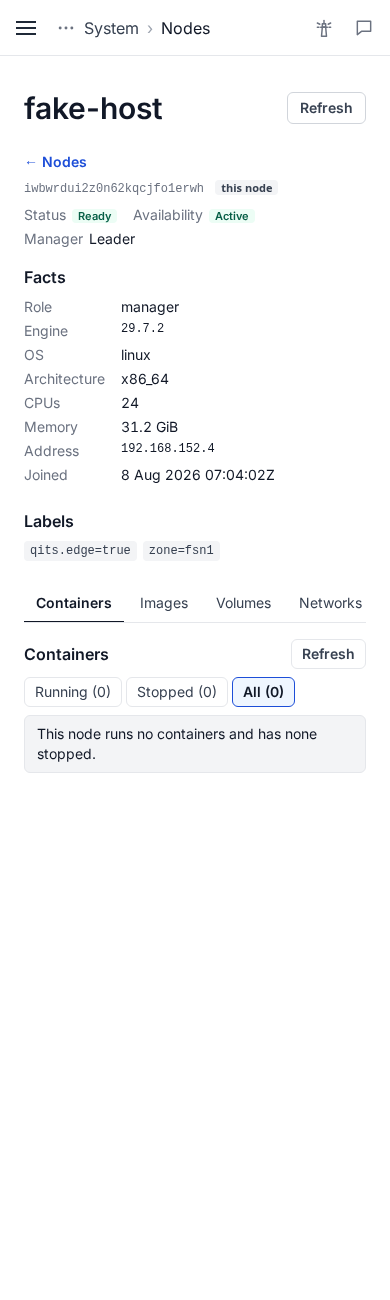 ··· System › Nodes
fake-host
Refresh
← Nodes
iwbwrdui2z0n62kqcjfo1erwh this node
Status Ready Availability Active
Manager Leader
Facts
Role manager
Engine 29.7.2
OS linux
Architecture x86_64
CPUs 24
Memory 31.2 GiB
Address 192.168.152.4
Joined 8 Aug 2026 07:04:02Z
Labels
qits.edge=true zone=fsn1
Containers Images Volumes Networks
Containers Refresh
Running (0) Stopped (0) All (0)
This node runs no containers and has none
stopped.